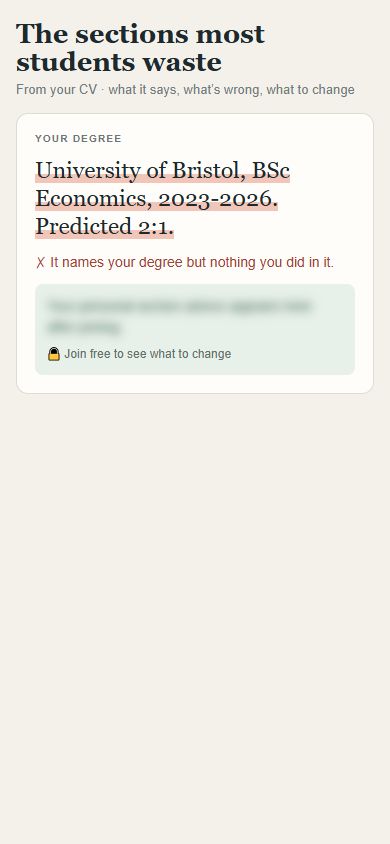 The sections most
students waste
From your CV · what it says, what's wrong, what to change
YOUR DEGREE
University of Bristol, BSc
Economics, 2023-2026.
Predicted 2:1.
✗ It names your degree but nothing you did in it.
🔒 Join free to see what to change